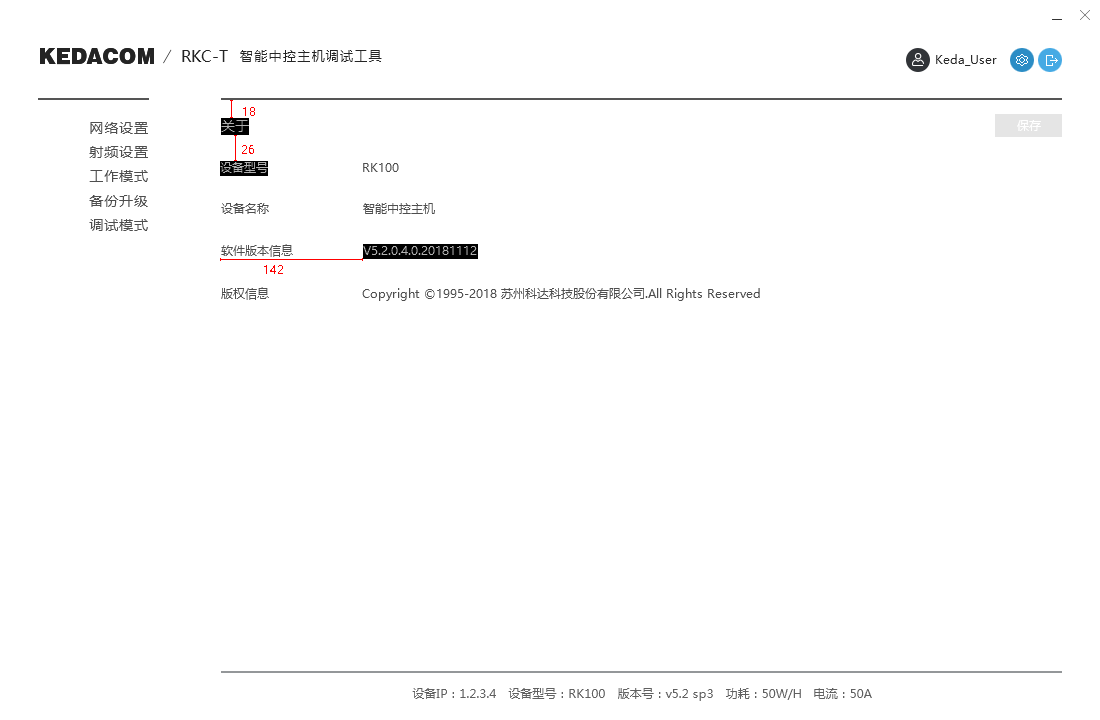 KEDACOM / RKC-T 智能中控主机调试工具
Keda_User
网络设置
射频设置
工作模式
备份升级
调试模式
18
关于
保存
26
设备型号 RK100
设备名称 智能中控主机
软件版本信息 V5.2.0.4.0.20181112
142
版权信息 Copyright ©1995-2018 苏州科达科技股份有限公司.All Rights Reserved
设备IP : 1.2.3.4 设备型号 : RK100 版本号 : v5.2 sp3 功耗 : 50W/H 电流 : 50A